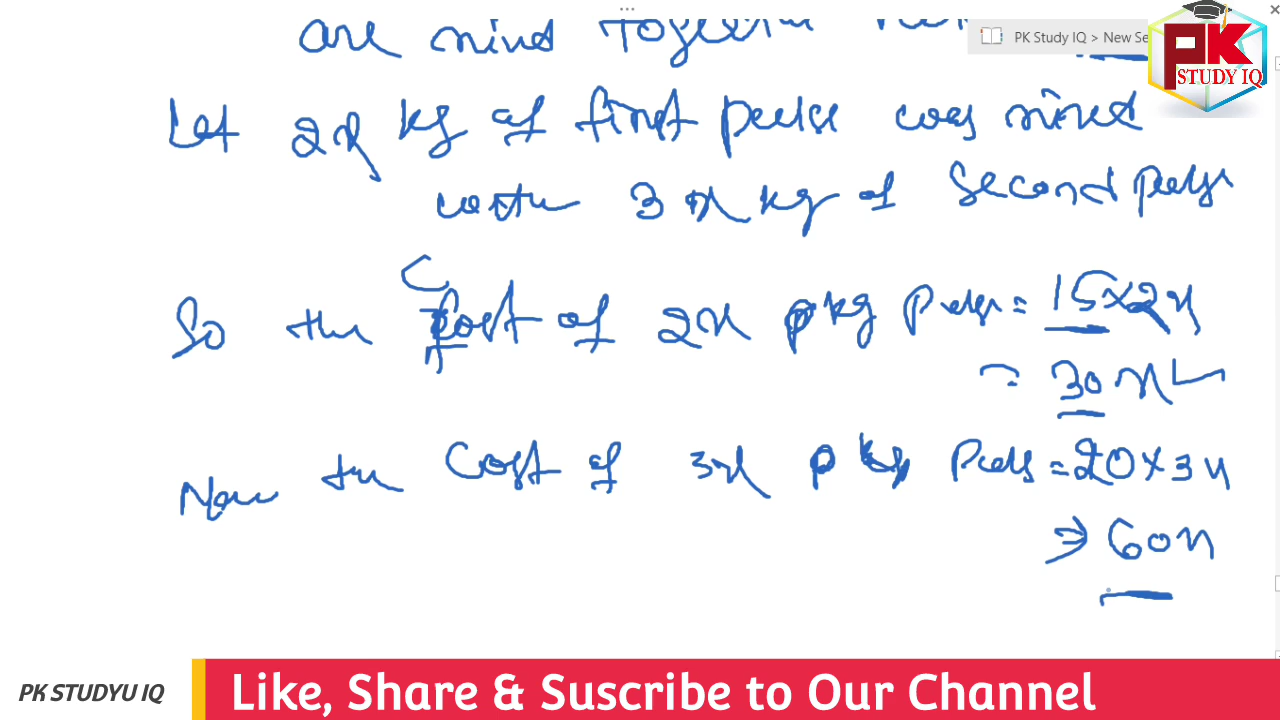 are mixed Together
PK Study IQ > New Se
PK
STUDY IQ
Let 2x kg of first pulse was mixed
with 3x kg of Second pulse
So the Cost of 2x kg Pulse = 15×2x
= 30x
Now the Cost of 3x kg Pulse = 20×3x
⇒ 60x
PK STUDYU IQ
Like, Share & Suscribe to Our Channel